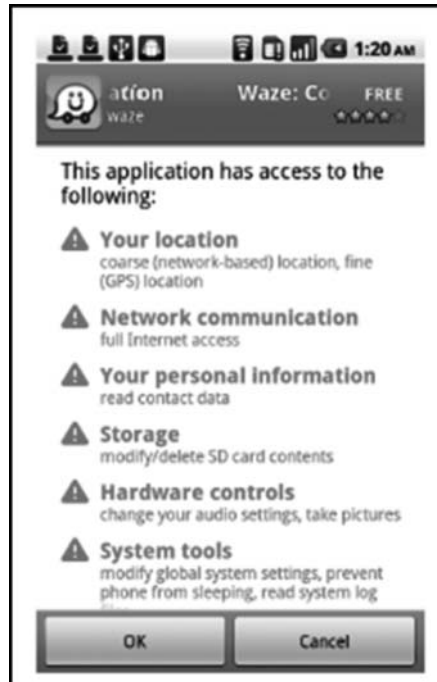 1:20 AM
ation Waze: Co FREE
waze
This application has access to the
following:
Your location
coarse (network-based) location, fine
(GPS) location
Network communication
full Internet access
Your personal information
read contact data
Storage
modify/delete SD card contents
Hardware controls
change your audio settings, take pictures
System tools
modify global system settings, prevent
phone from sleeping, read system log
OK Cancel